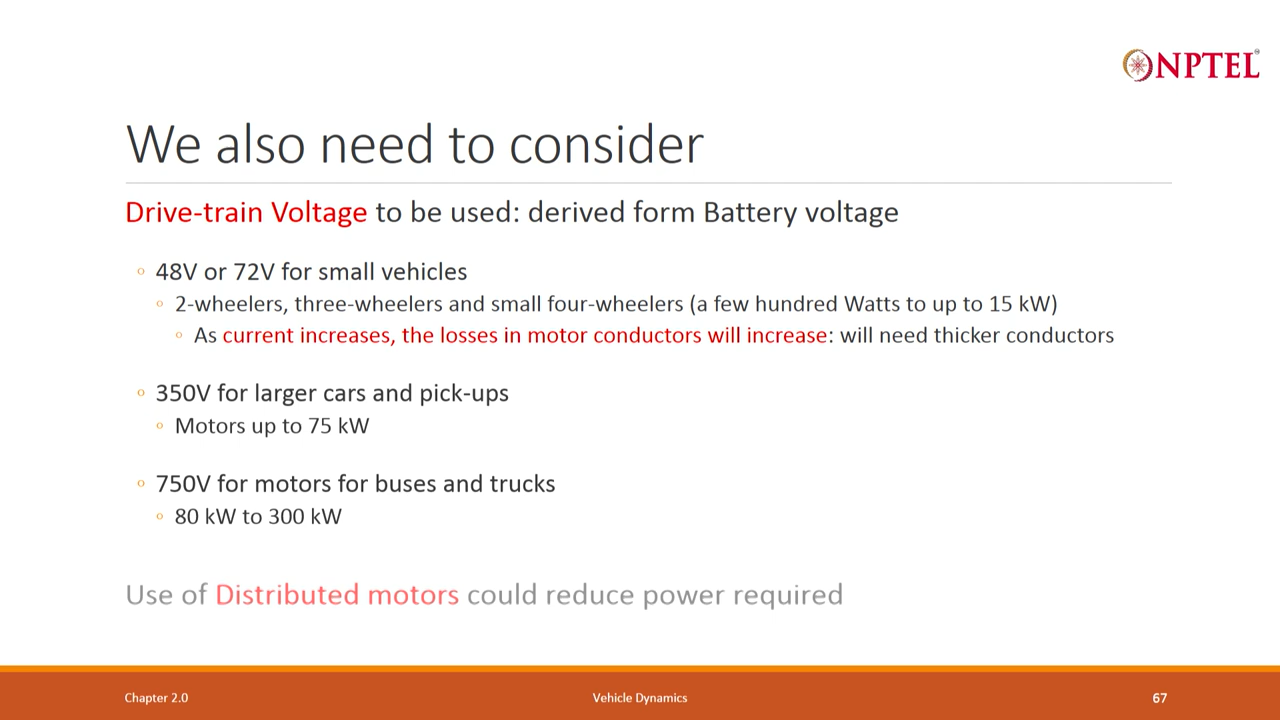 NPTEL
We also need to consider
Drive-train Voltage to be used: derived form Battery voltage
◦ 48V or 72V for small vehicles
◦ 2-wheelers, three-wheelers and small four-wheelers (a few hundred Watts to up to 15 kW)
◦ As current increases, the losses in motor conductors will increase: will need thicker conductors
◦ 350V for larger cars and pick-ups
◦ Motors up to 75 kW
◦ 750V for motors for buses and trucks
◦ 80 kW to 300 kW
Use of Distributed motors could reduce power required
Chapter 2.0 Vehicle Dynamics 67